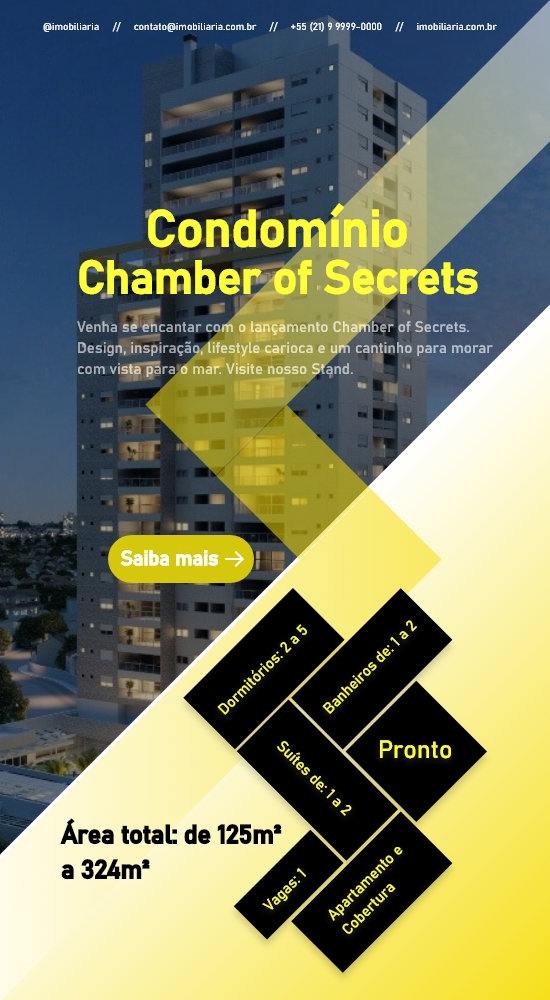 @imobiliaria // contato@imobiliaria.com.br // +55 (21) 9 9999-0000 // imobiliaria.com.br
Condomínio
Chamber of Secrets
Venha se encantar com o lançamento Chamber of Secrets.
Design, inspiração, lifestyle carioca e um cantinho para morar
com vista para o mar. Visite nosso Stand.
Saiba mais →
Dormitórios: 2 a 5
Banheiros de: 1 a 2
Suítes de: 1 a 2
Pronto
Área total: de 125m²
a 324m²
Vagas: 1
Apartamento e
Cobertura